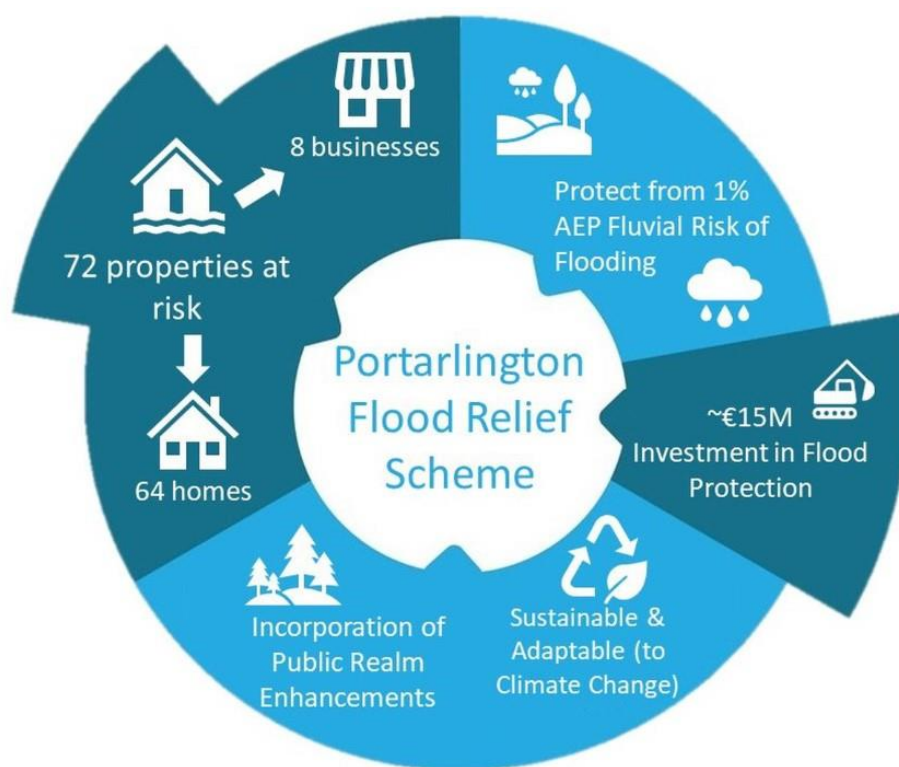 Portarlington
Flood Relief
Scheme
8 businesses
72 properties at
risk
64 homes
Protect from 1%
AEP Fluvial Risk of
Flooding
~€15M
Investment in Flood
Protection
Sustainable &
Adaptable (to
Climate Change)
Incorporation of
Public Realm
Enhancements